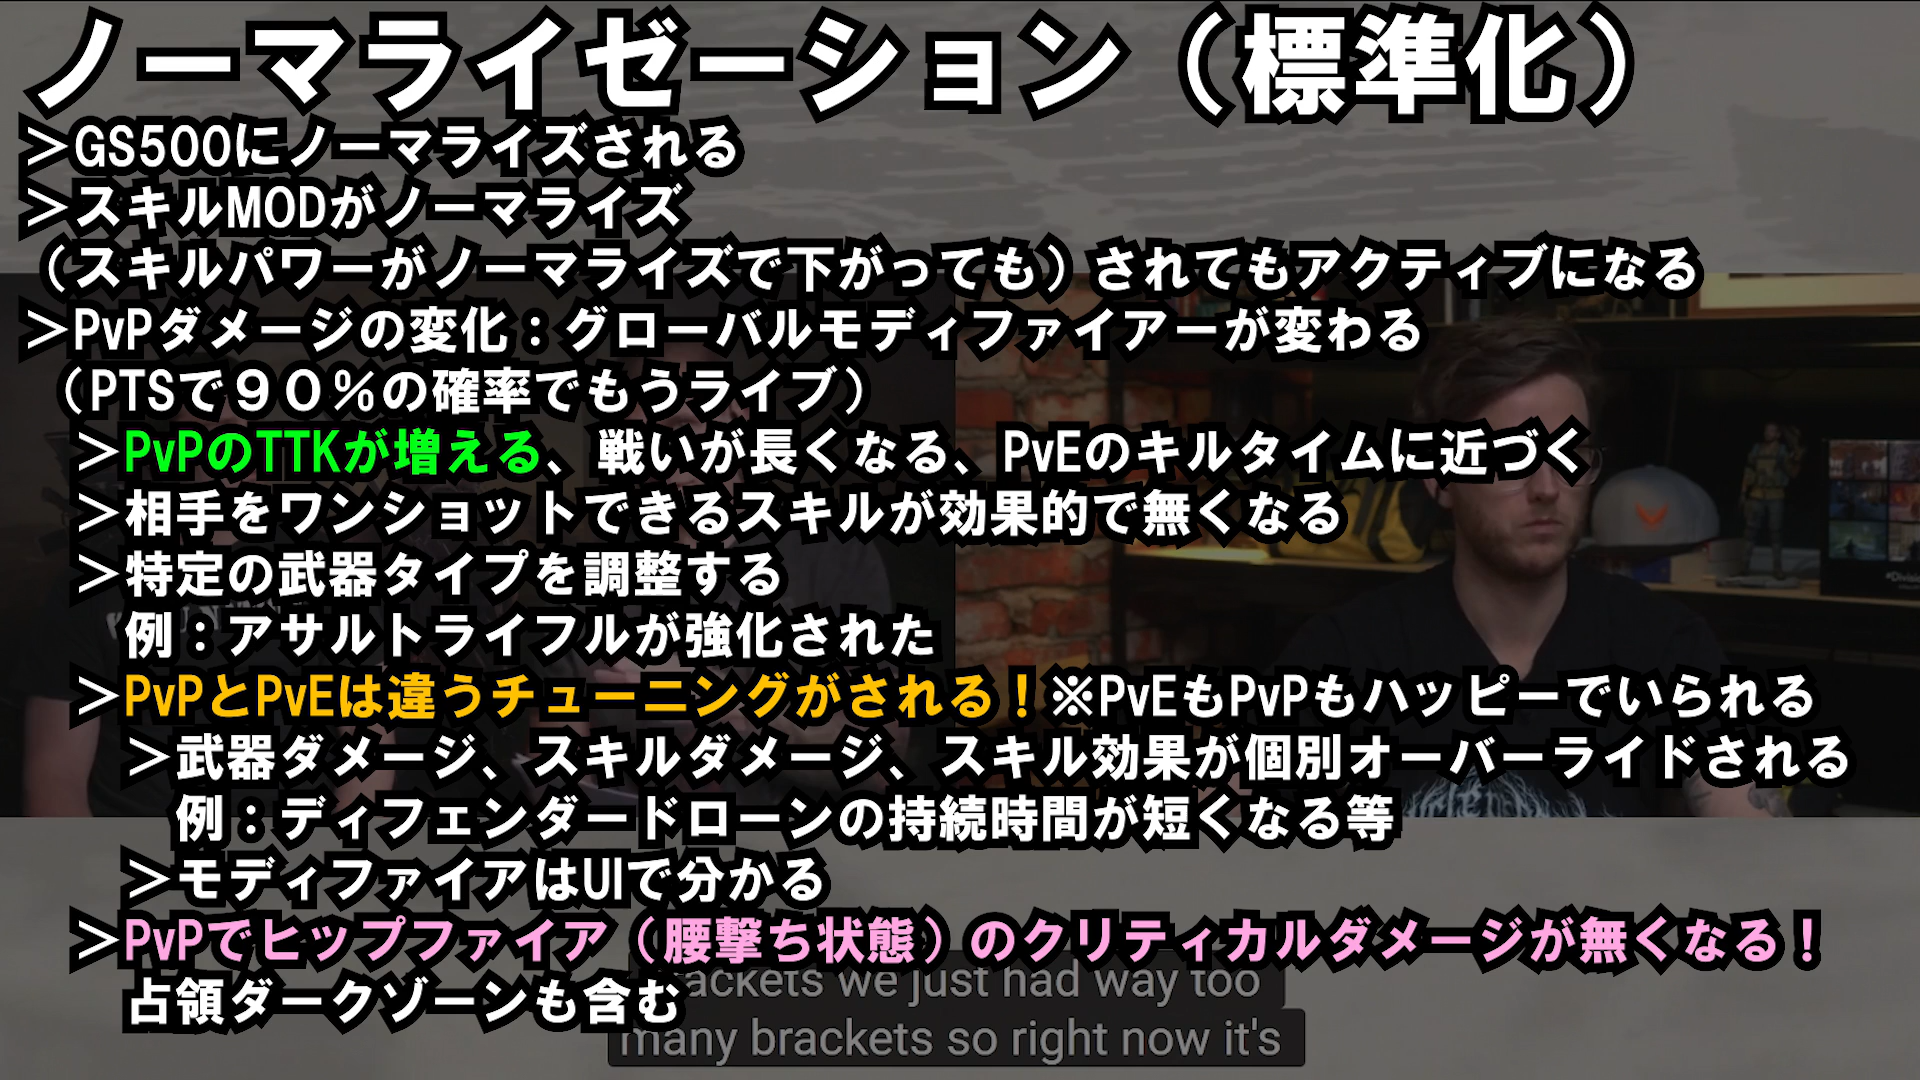 ノーマライゼーション（標準化）
＞GS500にノーマライズされる
＞スキルMODがノーマライズ
（スキルパワーがノーマライズで下がっても）されてもアクティブになる
＞PvPダメージの変化：グローバルモディファイアーが変わる
（PTSで９０％の確率でもうライブ）
＞PvPのTTKが増える、戦いが長くなる、PvEのキルタイムに近づく
＞相手をワンショットできるスキルが効果的で無くなる
＞特定の武器タイプを調整する
例：アサルトライフルが強化された
＞PvPとPvEは違うチューニングがされる！※PvEもPvPもハッピーでいられる
＞武器ダメージ、スキルダメージ、スキル効果が個別オーバーライドされる
例：ディフェンダードローンの持続時間が短くなる等
＞モディファイアはUIで分かる
＞PvPでヒップファイア（腰撃ち状態）のクリティカルダメージが無くなる！
占領ダークゾーンも含む
we just had way too
many brackets so right now it's